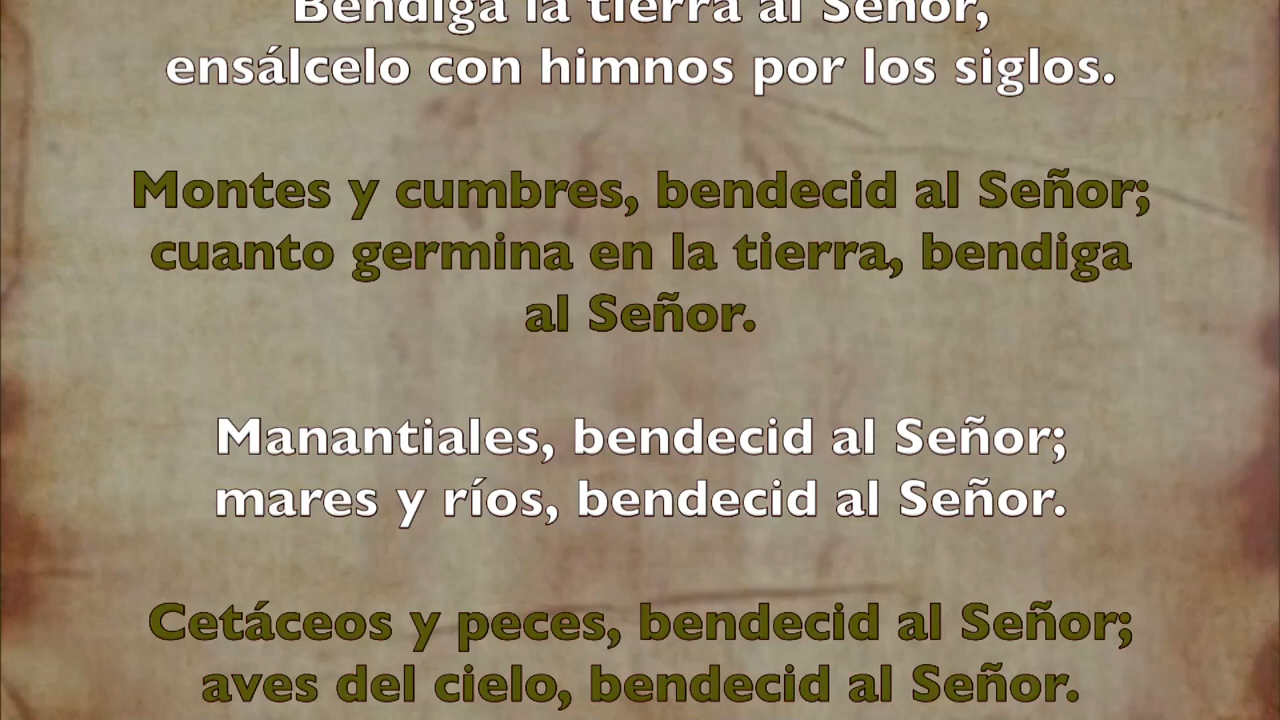 Bendiga la tierra al Señor,
ensálcelo con himnos por los siglos.
Montes y cumbres, bendecid al Señor;
cuanto germina en la tierra, bendiga
al Señor.
Manantiales, bendecid al Señor;
mares y ríos, bendecid al Señor.
Cetáceos y peces, bendecid al Señor;
aves del cielo, bendecid al Señor.